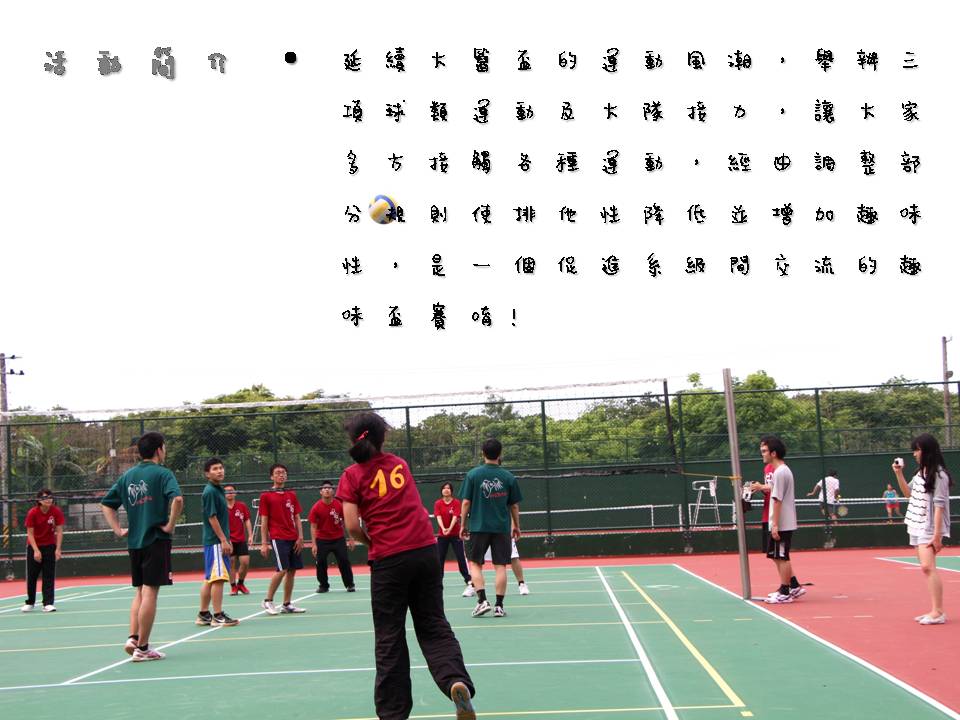 活動簡介
• 延續大醫盃的運動風潮，舉辦三
項球類運動及大隊接力，讓大家
多方接觸各種運動，經由調整部
分規則使排他性降低並增加趣味
性，是一個促進系級間交流的趣
味盃賽唷！
16